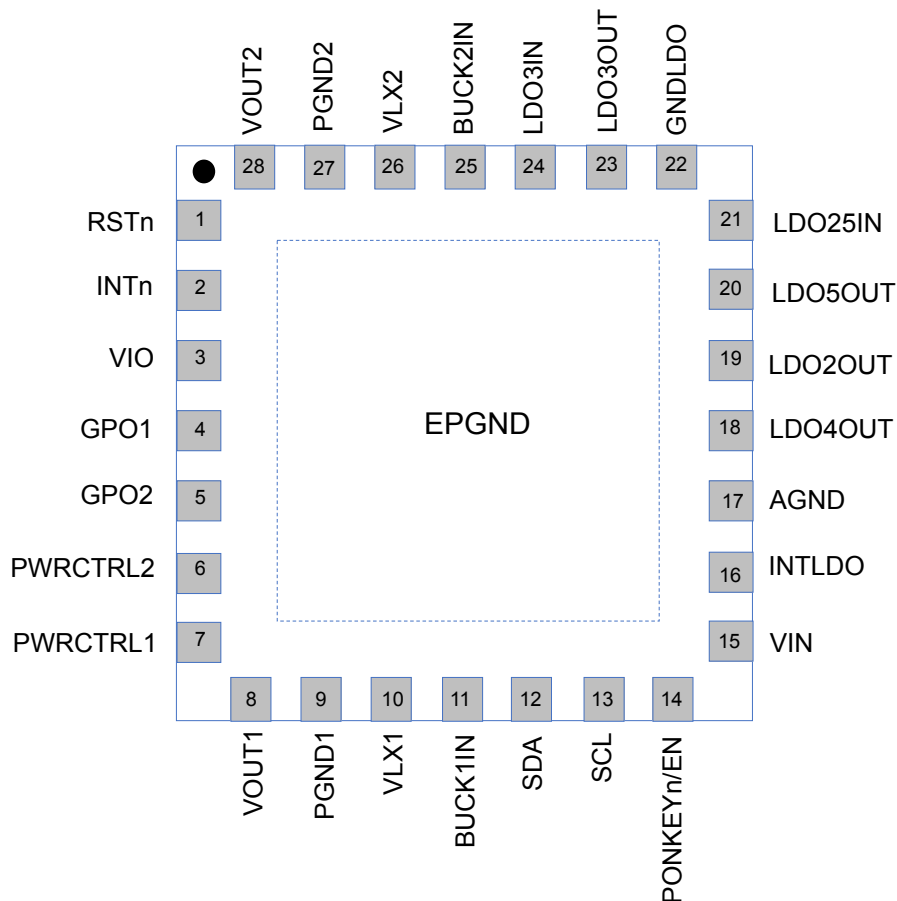 VOUT2
PGND2
VLX2
BUCK2IN
LDO3IN
LDO3OUT
GNDLDO
28
27
26
25
24
23
22
RSTn
1
INTn
2
VIO
3
GPO1
4
GPO2
5
PWRCTRL2
6
PWRCTRL1
7
EPGND
21
LDO25IN
20
LDO5OUT
19
LDO2OUT
18
LDO4OUT
17
AGND
16
INTLDO
15
VIN
8
9
10
11
12
13
14
VOUT1
PGND1
VLX1
BUCK1IN
SDA
SCL
PONKEYn/EN